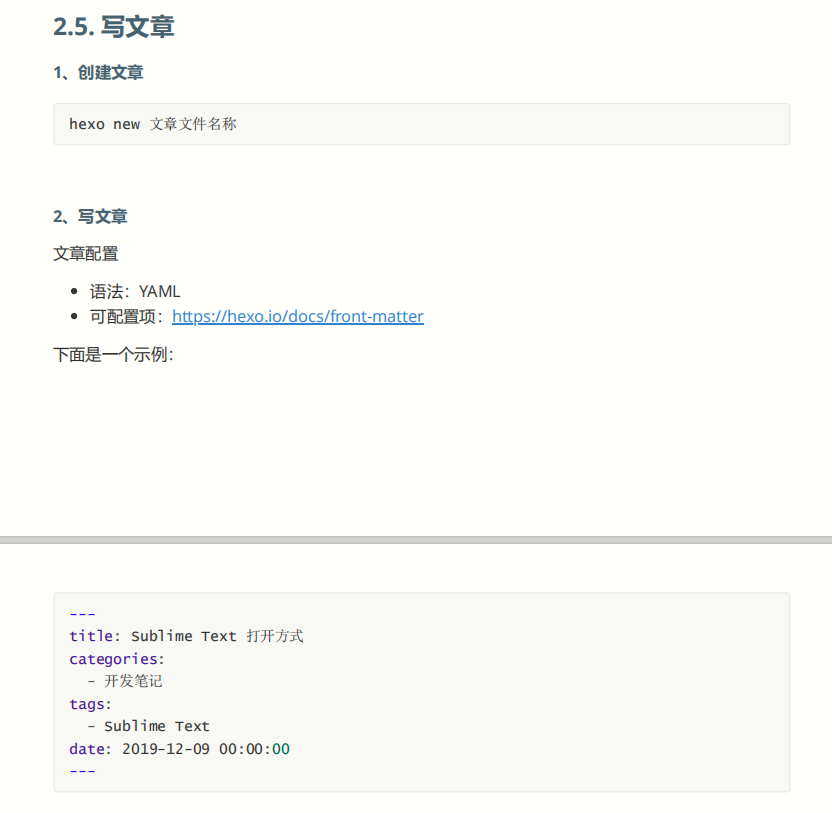 2.5. 写文章
1、创建文章
hexo new 文章文件名称
2、写文章
文章配置
语法：YAML
可配置项：https://hexo.io/docs/front-matter
下面是一个示例：
---
title: Sublime Text 打开方式
categories:
  - 开发笔记
tags:
  - Sublime Text
date: 2019-12-09 00:00:00
---